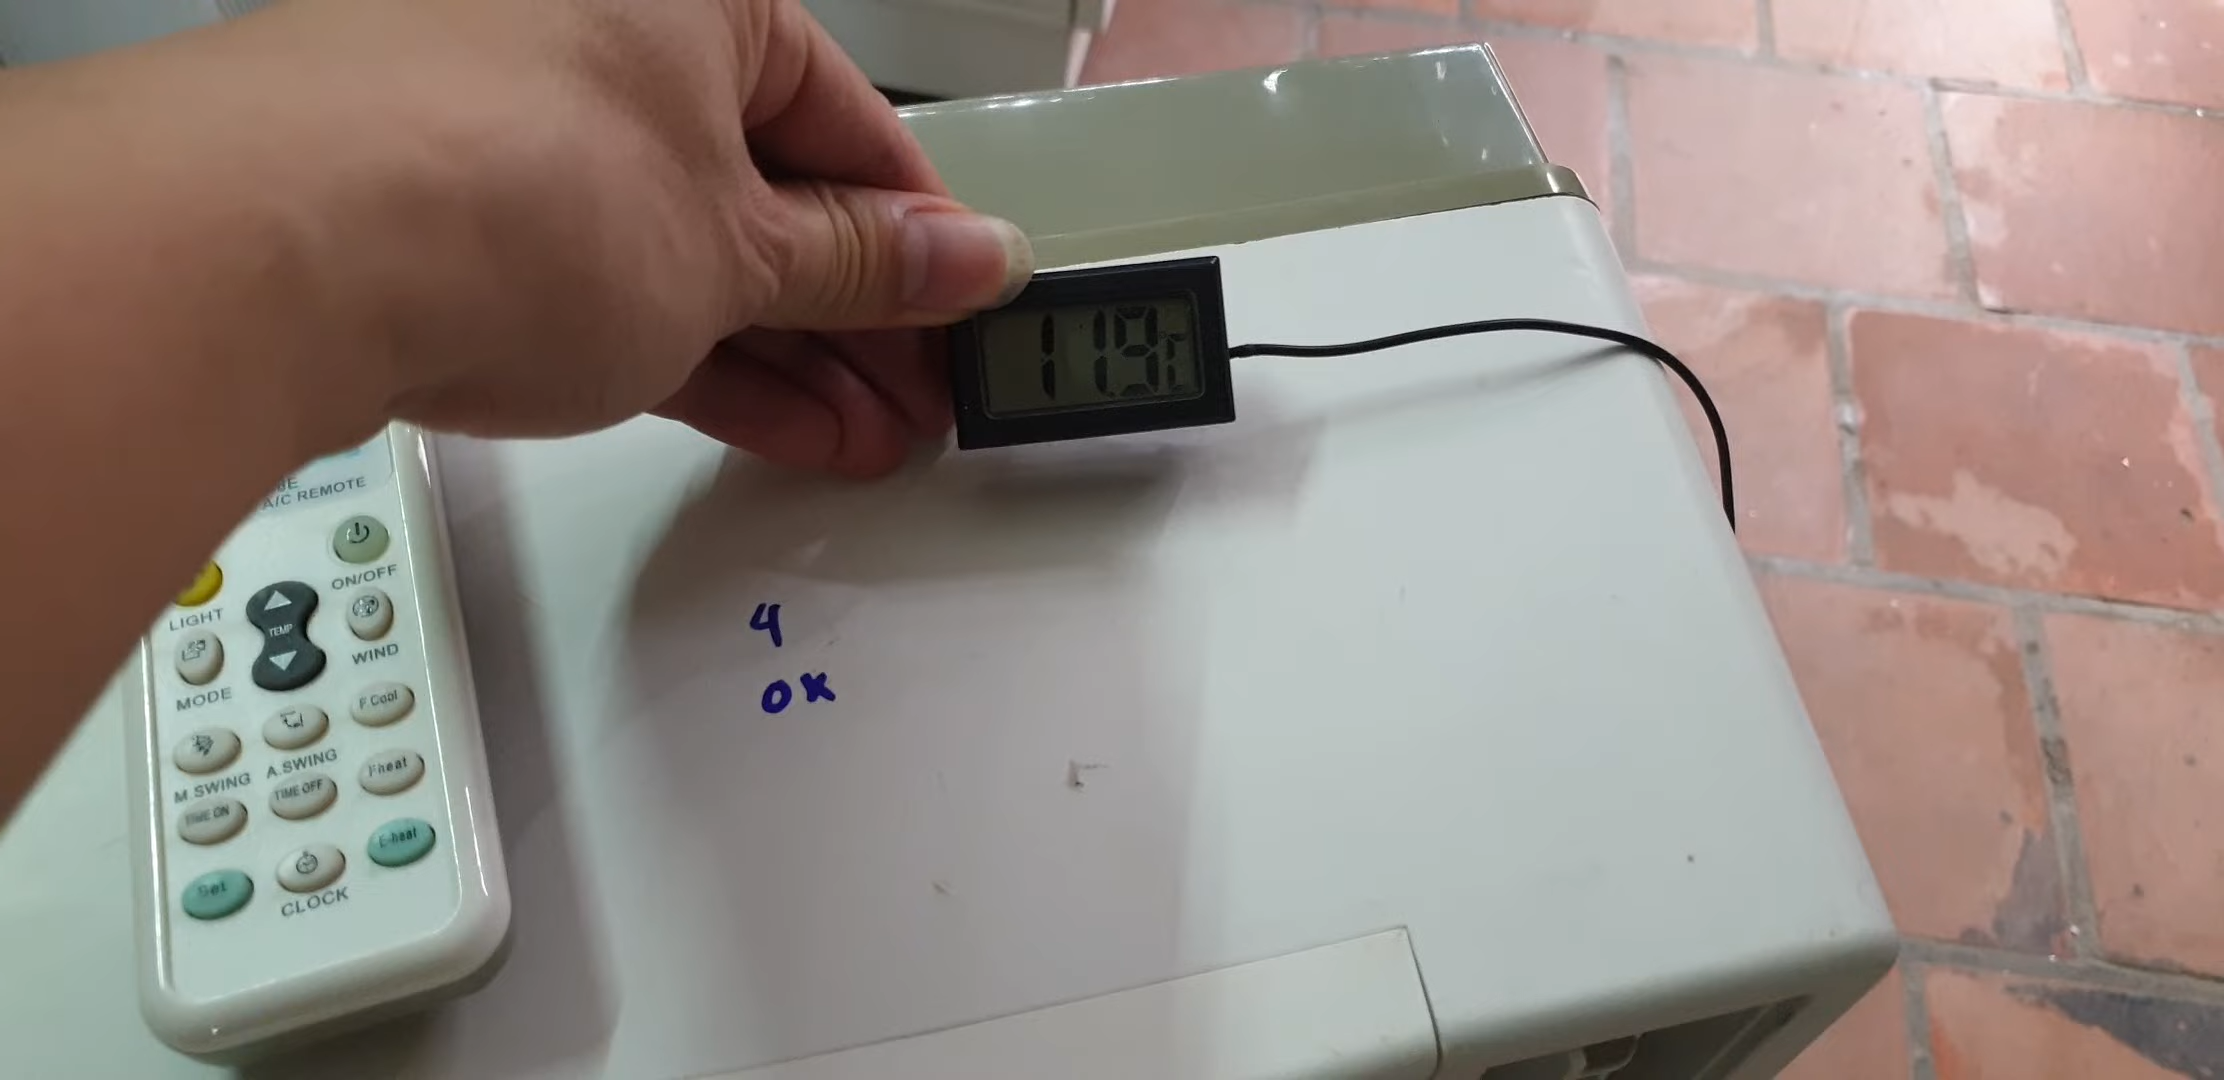 11.9°C
A/C REMOTE
ON/OFF
LIGHT
TEMP
WIND
MODE
F.Cool
M.SWING
A.SWING
F-heat
TIME ON
TIME OFF
E-heat
Set
CLOCK
4
OK